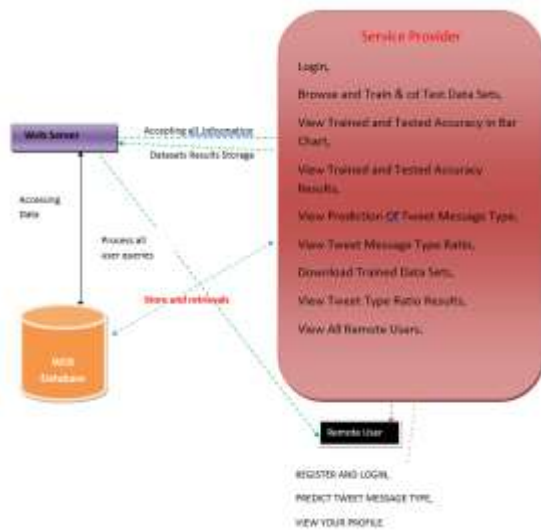 Service Provider
Login,
Browse and Train & cd Test Data Sets,
View Trained and Tested Accuracy in Bar
Chart,
View Trained and Tested Accuracy
Results,
View Prediction Of Tweet Message Type,
View Tweet Message Type Ratio,
Download Trained Data Sets,
View Tweet Type Ratio Results,
View All Remote Users.
Web Server
Accepting all Information
Datasets Results Storage
Accessing
Data
Process all
user queries
Store and retrievals
WEB
Database
Remote User
REGISTER AND LOGIN,
PREDICT TWEET MESSAGE TYPE,
VIEW YOUR PROFILE.